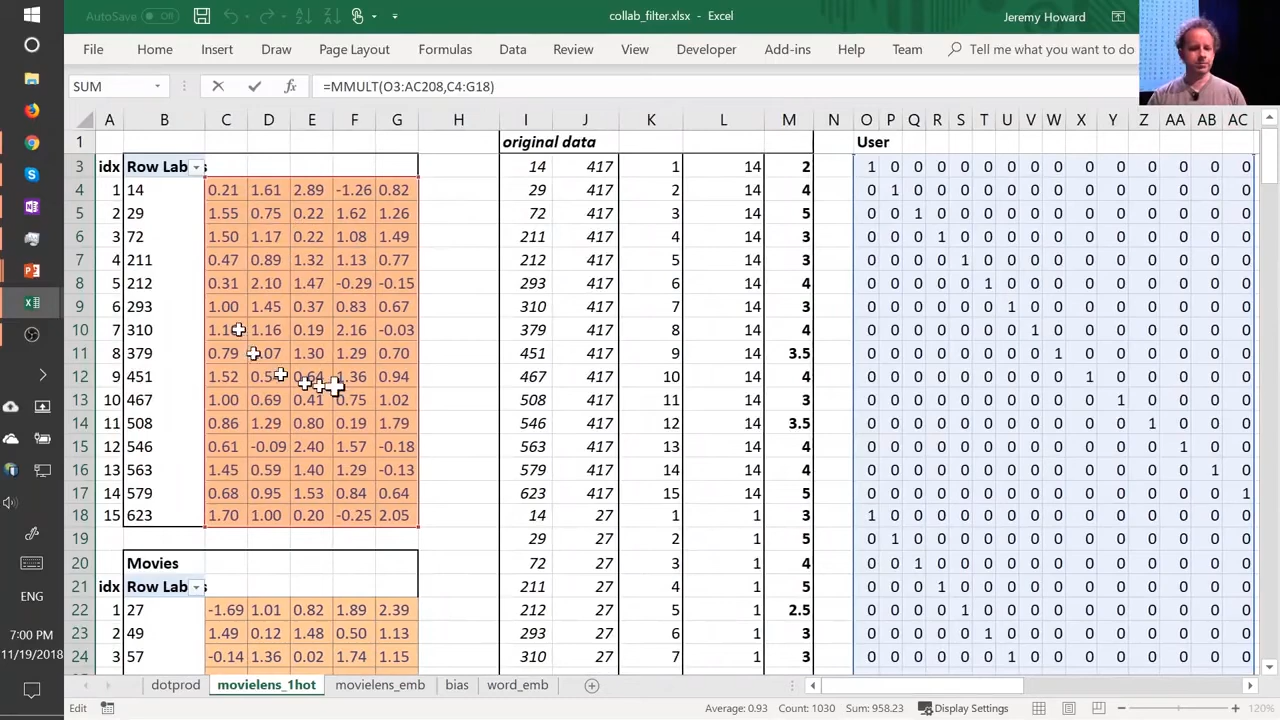 AutoSave Off collab_filter.xlsx - Excel Jeremy Howard
File Home Insert Draw Page Layout Formulas Data Review View Developer Add-ins Help Team Tell me what you want to do
SUM fx =MMULT(O3:AC208,C4:G18)
A B C D E F G H I J K L M N O P Q R S T U V W X Y Z AA AB AC
1 original data User
3 idx Row Lab s 14 417 1 14 2 1 0 0 0 0 0 0 0 0 0 0 0 0 0 0
4 1 14 0.21 1.61 2.89 -1.26 0.82 29 417 2 14 4 0 1 0 0 0 0 0 0 0 0 0 0 0 0 0
5 2 29 1.55 0.75 0.22 1.62 1.26 72 417 3 14 5 0 0 1 0 0 0 0 0 0 0 0 0 0 0 0
6 3 72 1.50 1.17 0.22 1.08 1.49 211 417 4 14 3 0 0 0 1 0 0 0 0 0 0 0 0 0 0 0
7 4 211 0.47 0.89 1.32 1.13 0.77 212 417 5 14 3 0 0 0 0 1 0 0 0 0 0 0 0 0 0 0
8 5 212 0.31 2.10 1.47 -0.29 -0.15 293 417 6 14 4 0 0 0 0 0 1 0 0 0 0 0 0 0 0 0
9 6 293 1.00 1.45 0.37 0.83 0.67 310 417 7 14 3 0 0 0 0 0 0 1 0 0 0 0 0 0 0 0
10 7 310 1.16 0.19 2.16 -0.03 379 417 8 14 4 0 0 0 0 0 0 0 1 0 0 0 0 0 0 0
11 8 379 0.79 1.30 1.29 0.70 451 417 9 14 3.5 0 0 0 0 0 0 0 0 1 0 0 0 0 0 0
12 9 451 1.52 1.36 0.94 467 417 10 14 4 0 0 0 0 0 0 0 0 0 1 0 0 0 0 0
13 10 467 1.00 0.69 0.41 0.75 1.02 508 417 11 14 3 0 0 0 0 0 0 0 0 0 0 1 0 0 0 0
14 11 508 0.86 1.29 0.80 0.19 1.79 546 417 12 14 3.5 0 0 0 0 0 0 0 0 0 0 0 1 0 0 0
15 12 546 0.61 -0.09 2.40 1.57 -0.18 563 417 13 14 4 0 0 0 0 0 0 0 0 0 0 0 0 1 0 0
16 13 563 1.45 0.59 1.40 1.29 -0.13 579 417 14 14 4 0 0 0 0 0 0 0 0 0 0 0 0 0 1 0
17 14 579 0.68 0.95 1.53 0.84 0.64 623 417 15 14 5 0 0 0 0 0 0 0 0 0 0 0 0 0 0 1
18 15 623 1.70 1.00 0.20 -0.25 2.05 14 27 1 1 3 1 0 0 0 0 0 0 0 0 0 0 0 0 0 0
19 29 27 2 1 5 0 1 0 0 0 0 0 0 0 0 0 0 0 0 0
20 Movies 72 27 3 1 4 0 0 1 0 0 0 0 0 0 0 0 0 0 0 0
21 idx Row Lab s 211 27 4 1 5 0 0 0 1 0 0 0 0 0 0 0 0 0 0 0
22 1 27 -1.69 1.01 0.82 1.89 2.39 212 27 5 1 2.5 0 0 0 0 1 0 0 0 0 0 0 0 0 0 0
23 2 49 1.49 0.12 1.48 0.50 1.13 293 27 6 1 3 0 0 0 0 0 1 0 0 0 0 0 0 0 0 0
24 3 57 -0.14 1.36 0.02 1.74 1.15 310 27 7 1 3 0 0 0 0 0 0 1 0 0 0 0 0 0 0 0
dotprod movielens_1hot movielens_emb bias word_emb
Edit Average: 0.93 Count: 1030 Sum: 958.23 Display Settings 120%
ENG
7:00 PM
11/19/2018